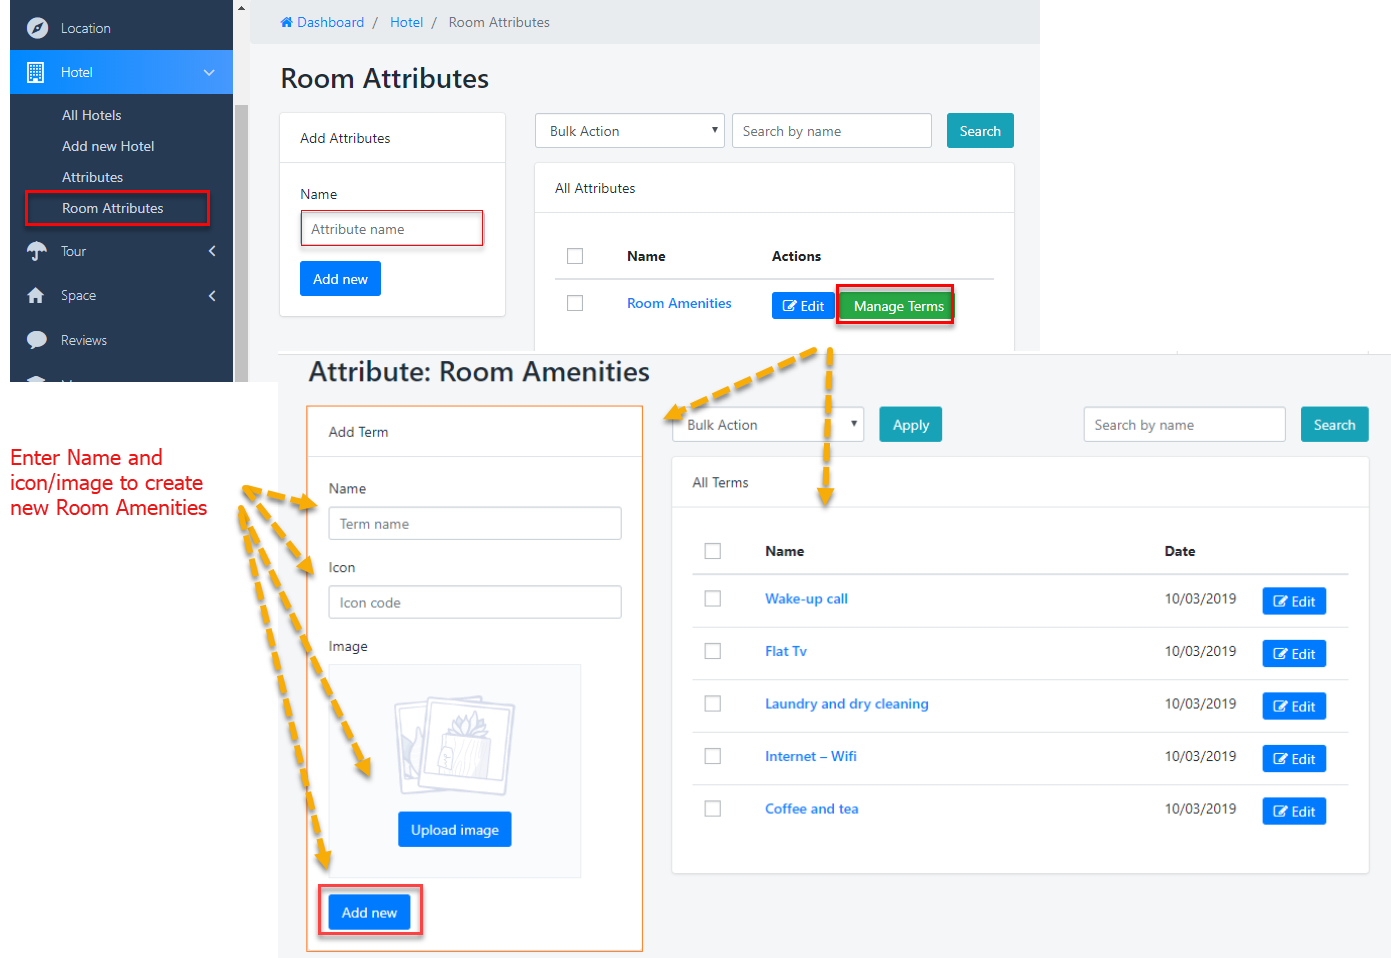 Location
Hotel
All Hotels
Add new Hotel
Attributes
Room Attributes
Tour
Space
Reviews
Dashboard / Hotel / Room Attributes
Room Attributes
Add Attributes
Name
Attribute name
Add new
Bulk Action
Search by name
Search
All Attributes
Name Actions
Room Amenities Edit Manage Terms
Attribute: Room Amenities
Enter Name and
icon/image to create
new Room Amenities
Add Term
Name
Term name
Icon
Icon code
Image
Upload image
Add new
Bulk Action
Apply
Search by name
Search
All Terms
Name Date
Wake-up call 10/03/2019 Edit
Flat Tv 10/03/2019 Edit
Laundry and dry cleaning 10/03/2019 Edit
Internet – Wifi 10/03/2019 Edit
Coffee and tea 10/03/2019 Edit